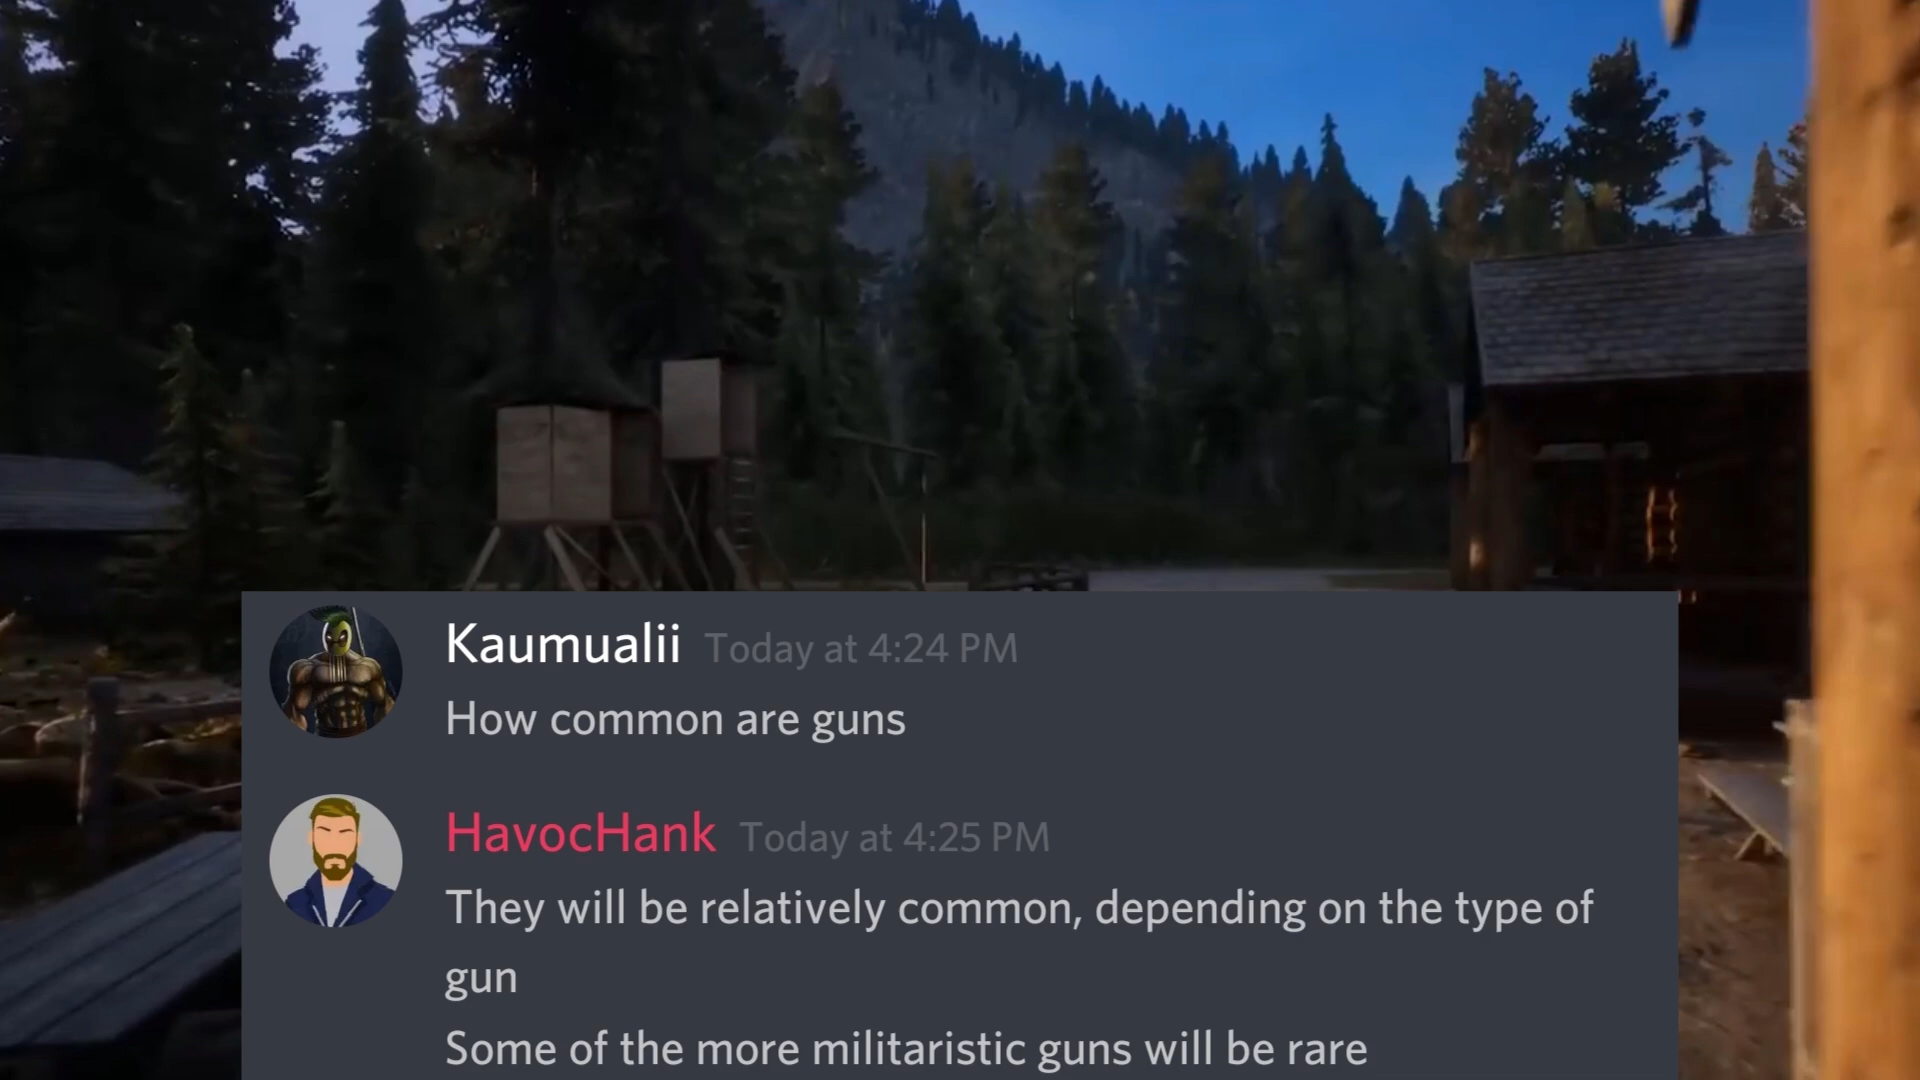 Kaumualii Today at 4:24 PM
How common are guns
HavocHank Today at 4:25 PM
They will be relatively common, depending on the type of
gun
Some of the more militaristic guns will be rare